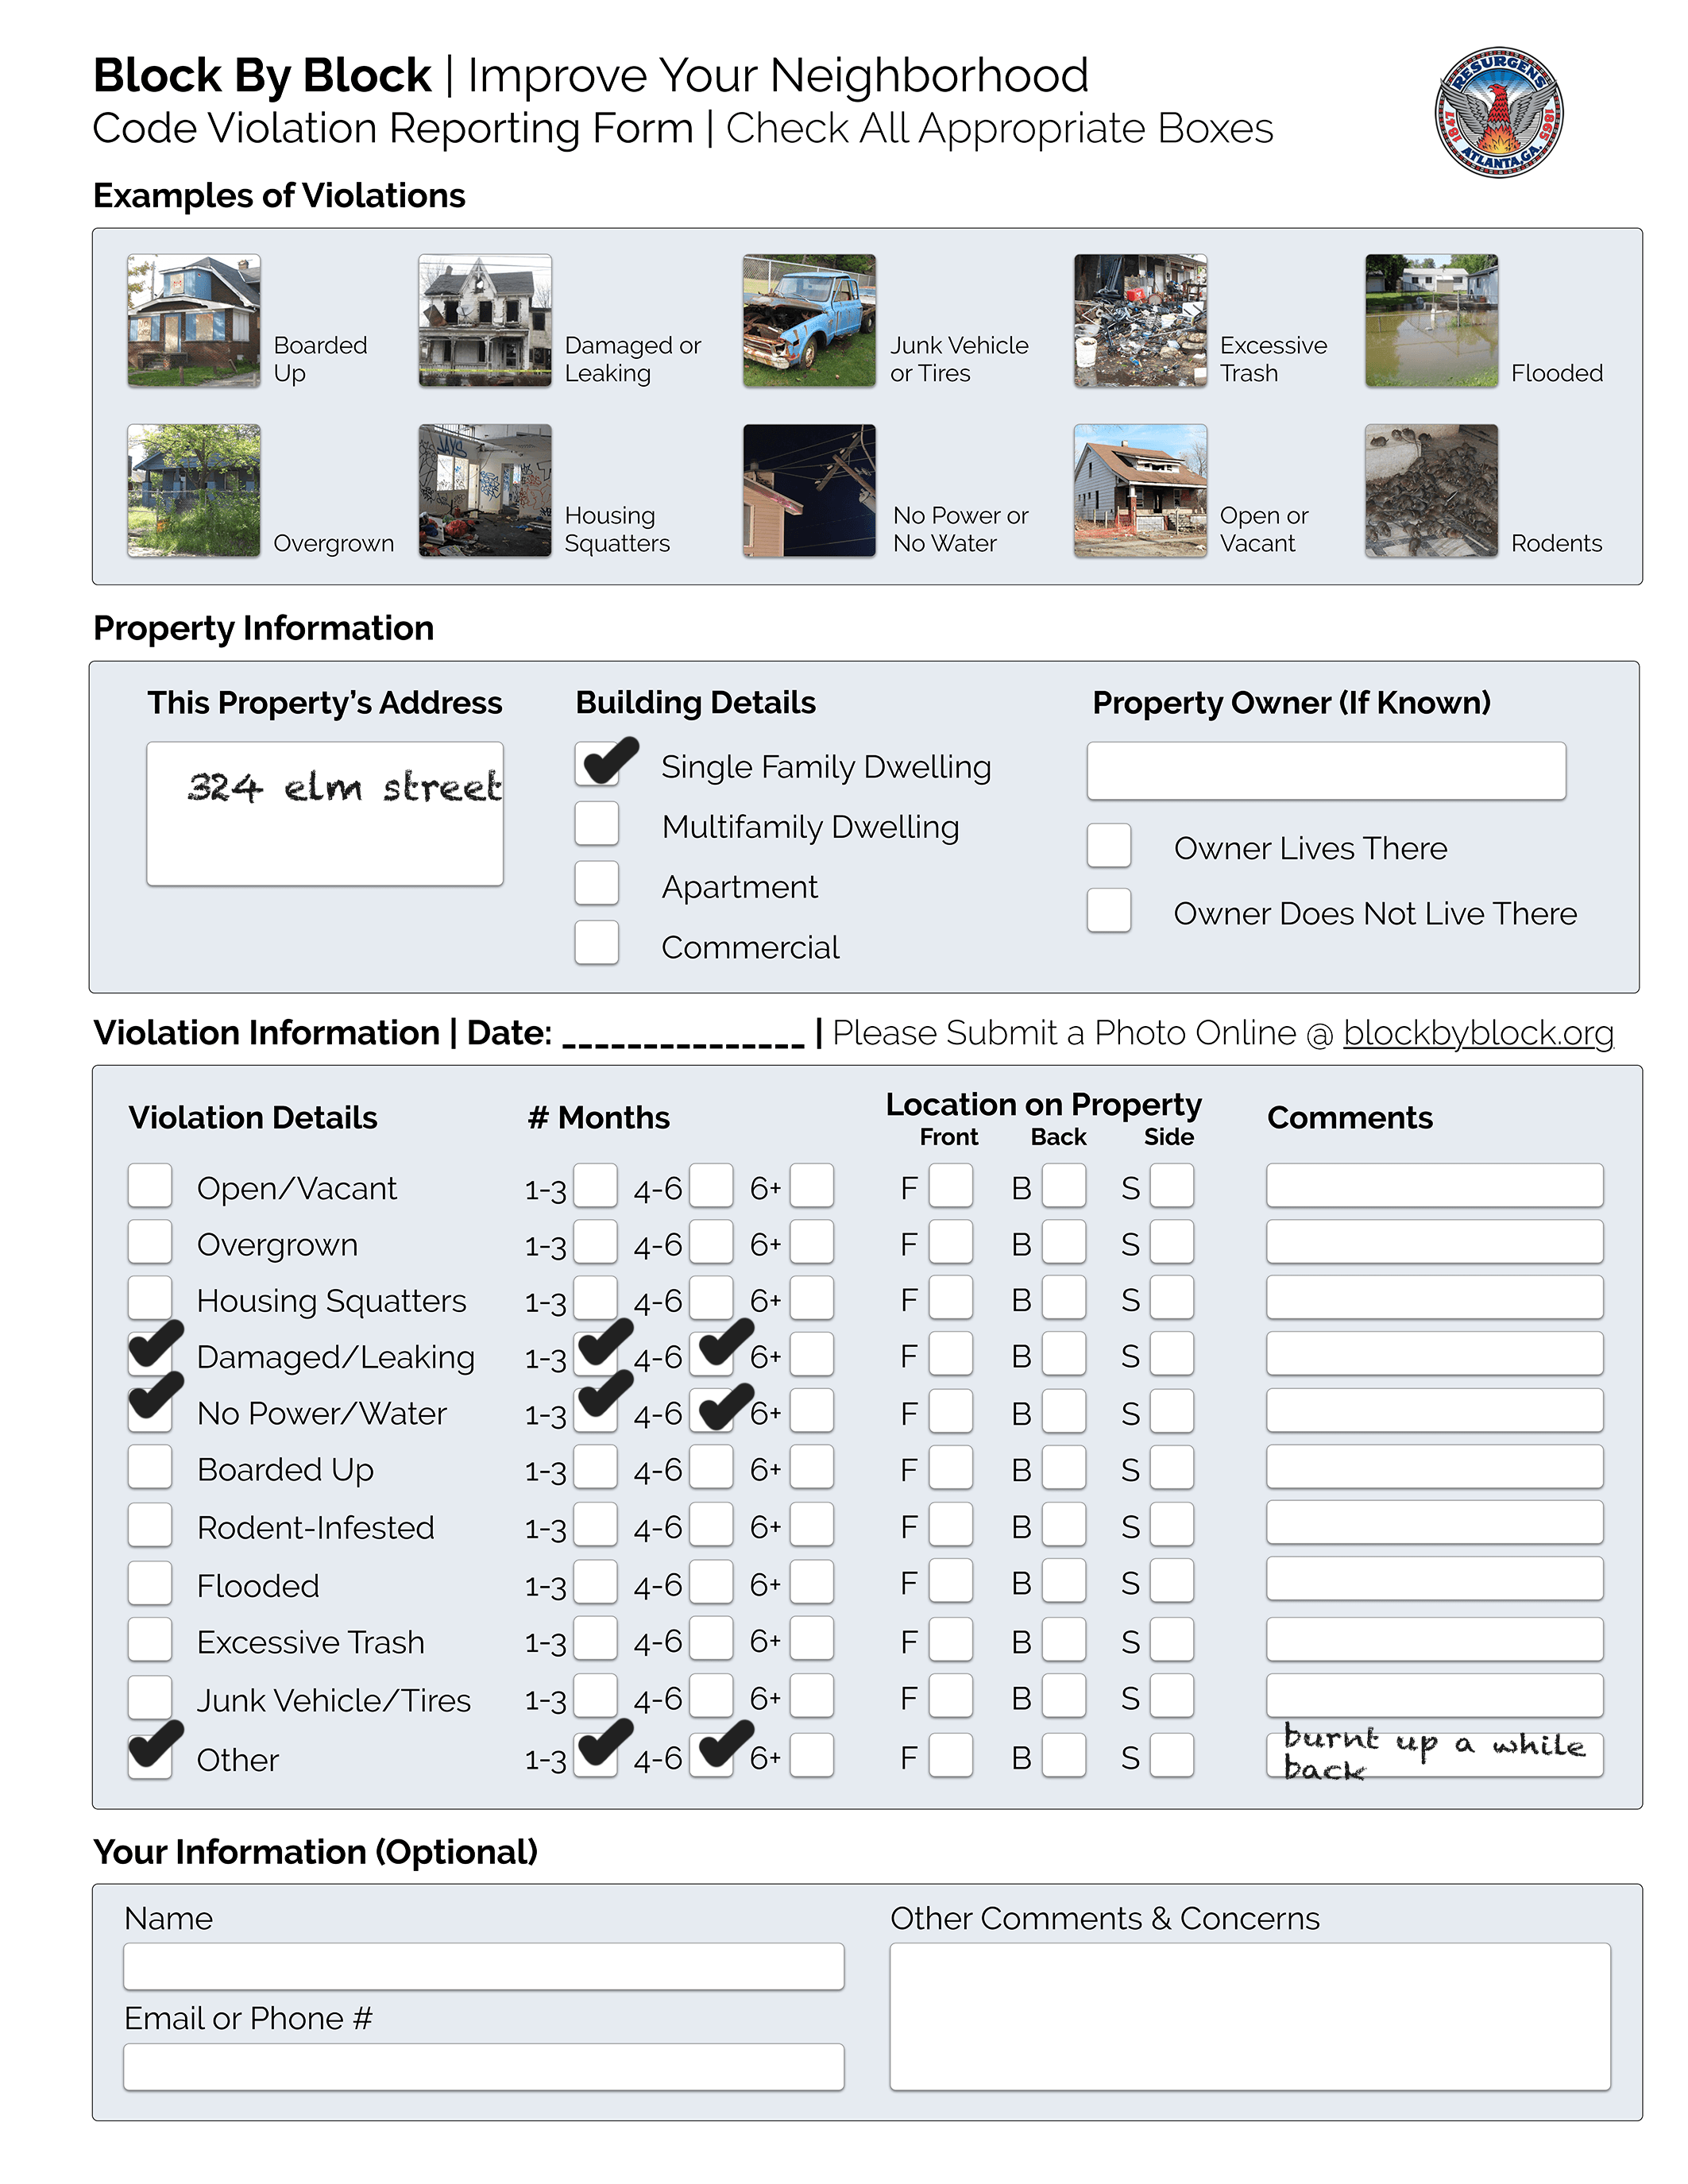 Block By Block | Improve Your Neighborhood
Code Violation Reporting Form | Check All Appropriate Boxes
RESURGENS
1847 1865
ATLANTA, GA.
Examples of Violations
Boarded Up
Damaged or Leaking
Junk Vehicle or Tires
Excessive Trash
Flooded
Overgrown
Housing Squatters
No Power or No Water
Open or Vacant
Rodents
Property Information
This Property's Address
324 elm street
Building Details
Single Family Dwelling
Multifamily Dwelling
Apartment
Commercial
Property Owner (If Known)
Owner Lives There
Owner Does Not Live There
Violation Information | Date: _______________ | Please Submit a Photo Online @ blockbyblock.org
Violation Details # Months Location on Property Comments
Front Back Side
Open/Vacant 1-3 4-6 6+ F B S
Overgrown 1-3 4-6 6+ F B S
Housing Squatters 1-3 4-6 6+ F B S
Damaged/Leaking 1-3 4-6 6+ F B S
No Power/Water 1-3 4-6 6+ F B S
Boarded Up 1-3 4-6 6+ F B S
Rodent-Infested 1-3 4-6 6+ F B S
Flooded 1-3 4-6 6+ F B S
Excessive Trash 1-3 4-6 6+ F B S
Junk Vehicle/Tires 1-3 4-6 6+ F B S
Other 1-3 4-6 6+ F B S burnt up a while
back
Your Information (Optional)
Name
Email or Phone #
Other Comments & Concerns